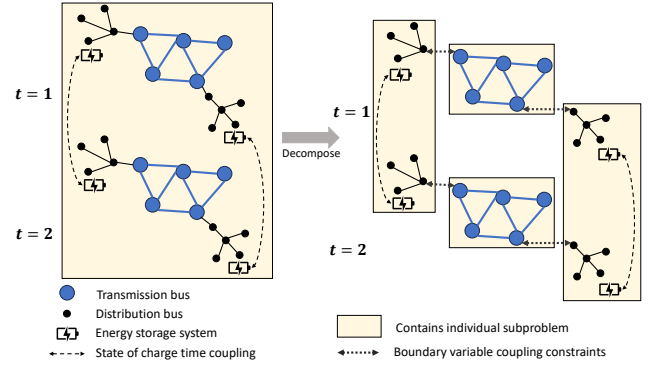 t = 1
t = 2
Decompose
t = 1
t = 2
Transmission bus
Distribution bus
Energy storage system
State of charge time coupling
Contains individual subproblem
Boundary variable coupling constraints